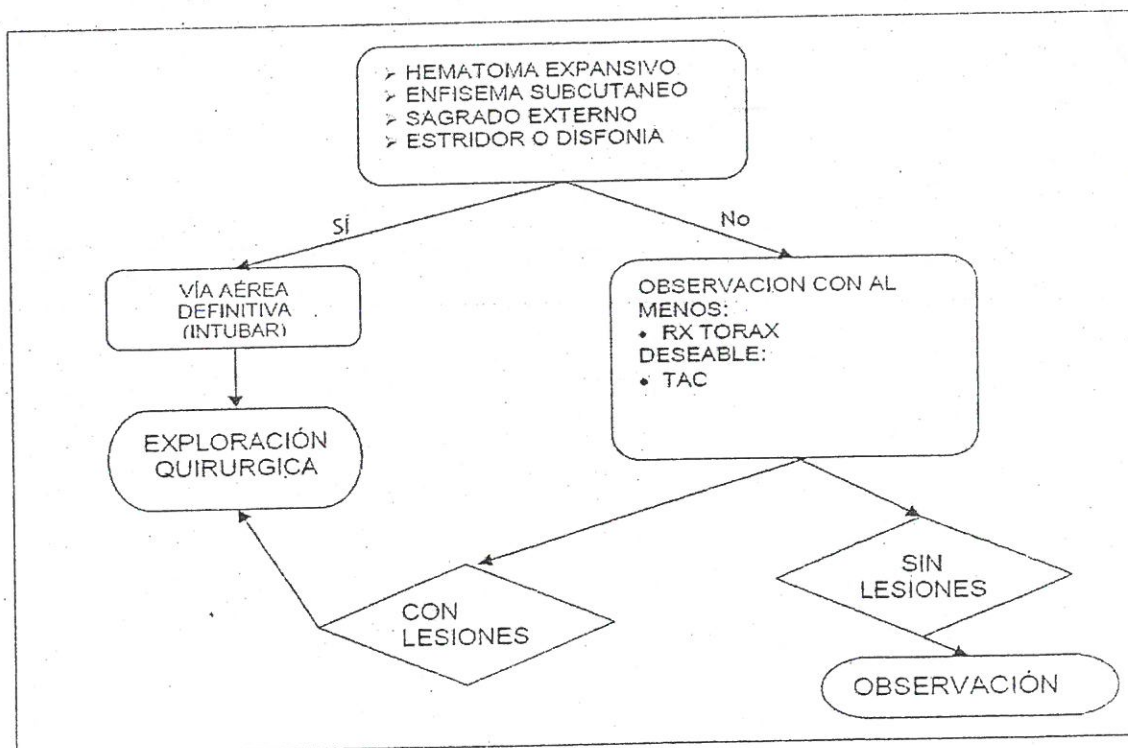 ➢ HEMATOMA EXPANSIVO
➢ ENFISEMA SUBCUTANEO
➢ SAGRADO EXTERNO
➢ ESTRIDOR O DISFONIA
SÍ
No
VÍA AÉREA
DEFINITIVA
(INTUBAR)
OBSERVACION CON AL
MENOS:
• RX TORAX
DESEABLE:
• TAC
EXPLORACIÓN
QUIRURGICA
CON
LESIONES
SIN
LESIONES
OBSERVACIÓN